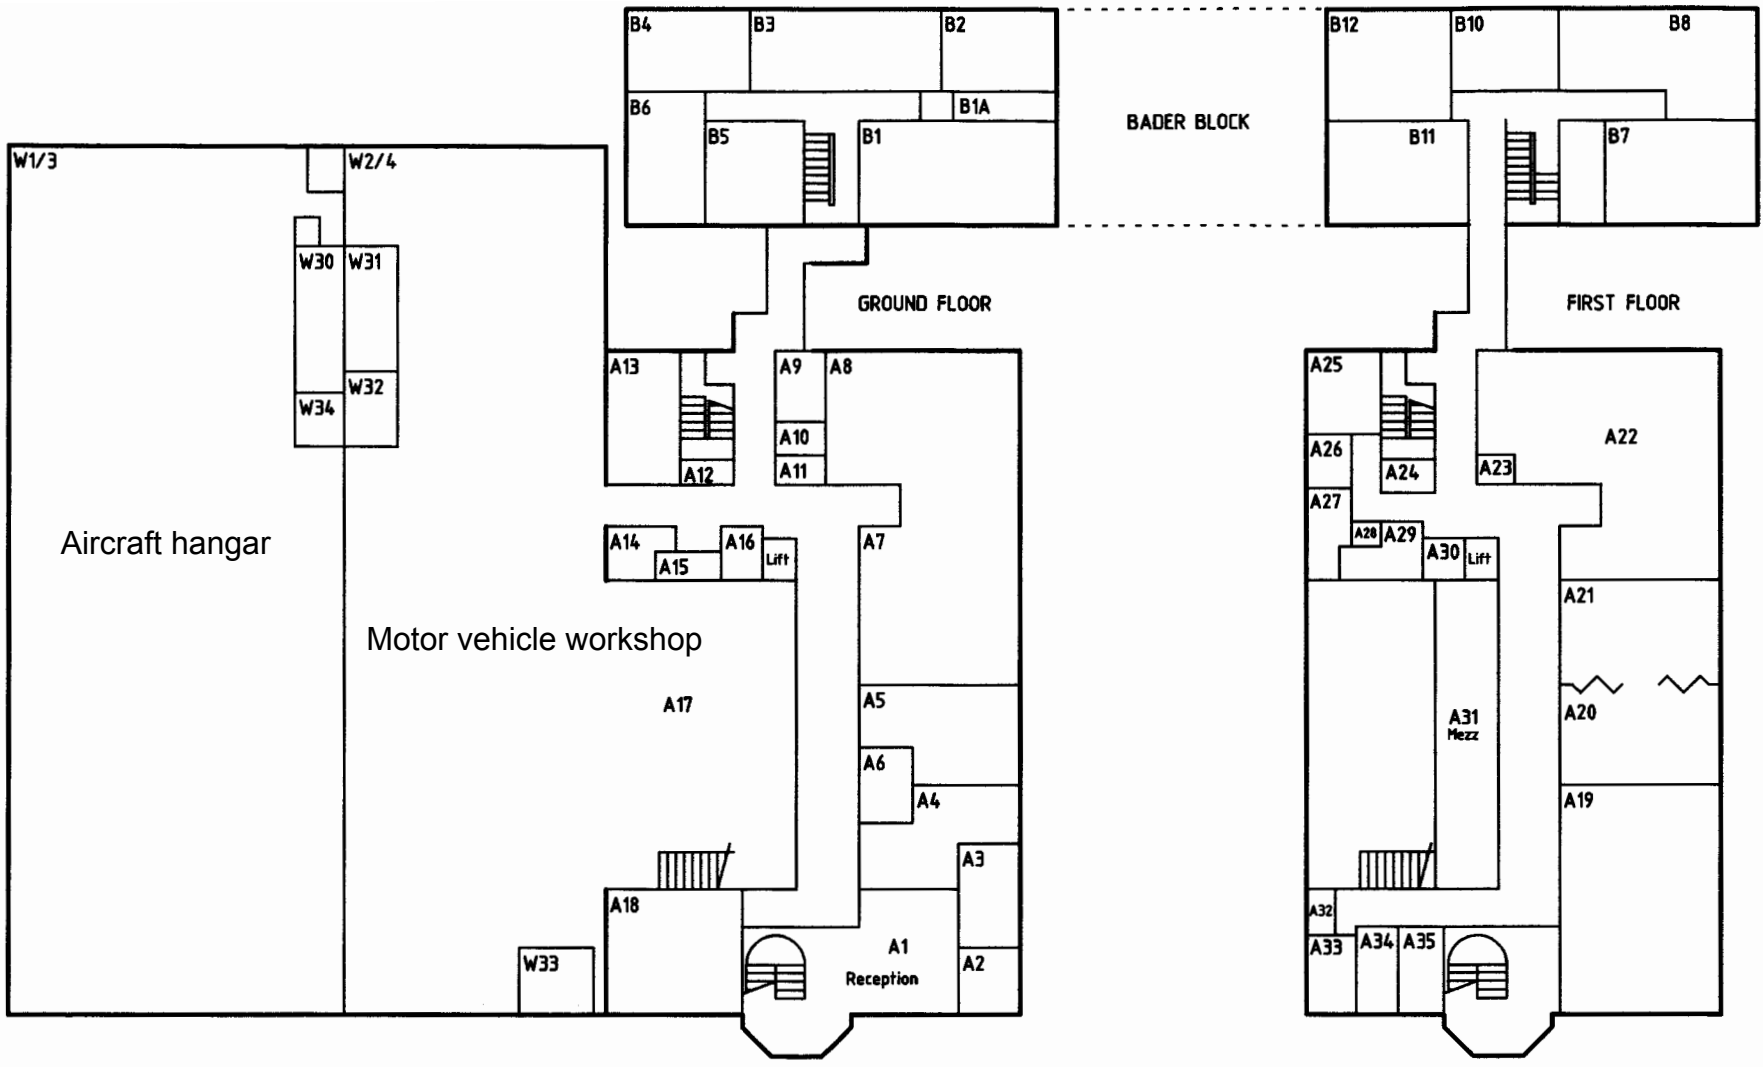 B4
B3
B2
B12
B10
B8
B6
B1A
B5
B1
BADER BLOCK
B11
B7
W1/3
W2/4
W30
W31
GROUND FLOOR
FIRST FLOOR
A13
A9
A8
A25
W32
W34
A10
A22
A26
A12
A11
A24
A23
A27
Aircraft hangar
A14
A15
A16
Lift
A7
A28
A29
A30
Lift
A21
Motor vehicle workshop
A17
A5
A31
Mezz
A20
A6
A4
A19
A3
A18
A32
W33
A1
Reception
A2
A33
A34
A35